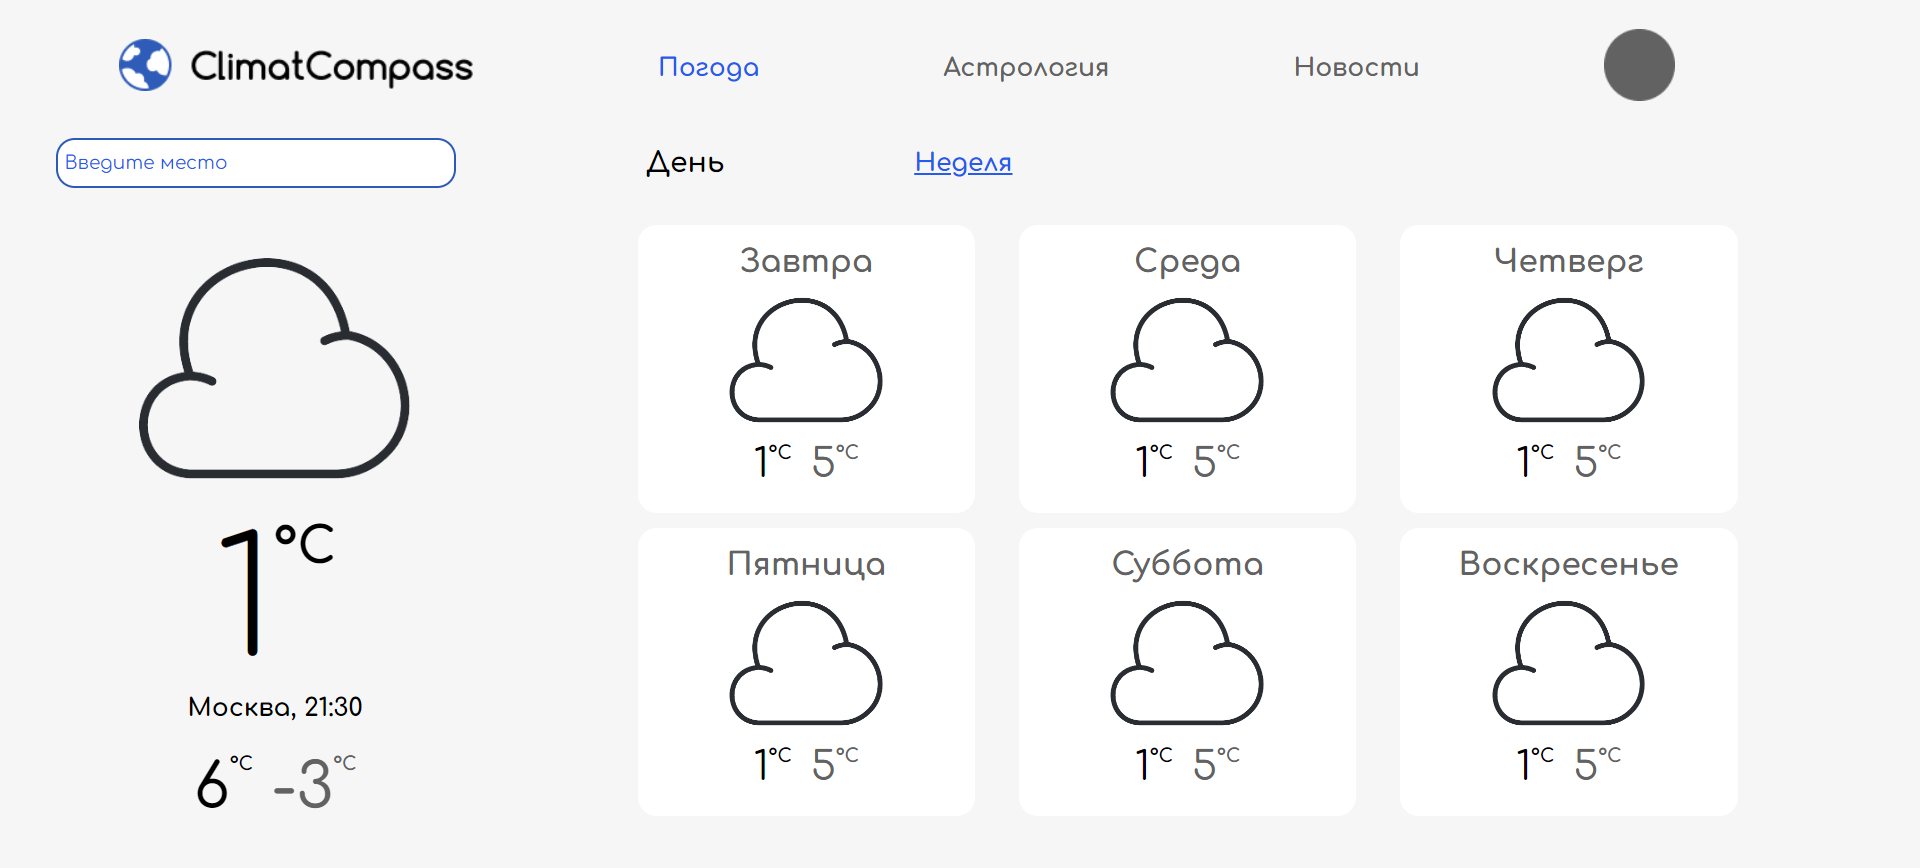 ClimatCompass
Погода
Астрология
Новости
Введите место
День
Неделя
1°C
Москва, 21:30
6°C -3°C
Завтра
1°C 5°C
Среда
1°C 5°C
Четверг
1°C 5°C
Пятница
1°C 5°C
Суббота
1°C 5°C
Воскресенье
1°C 5°C